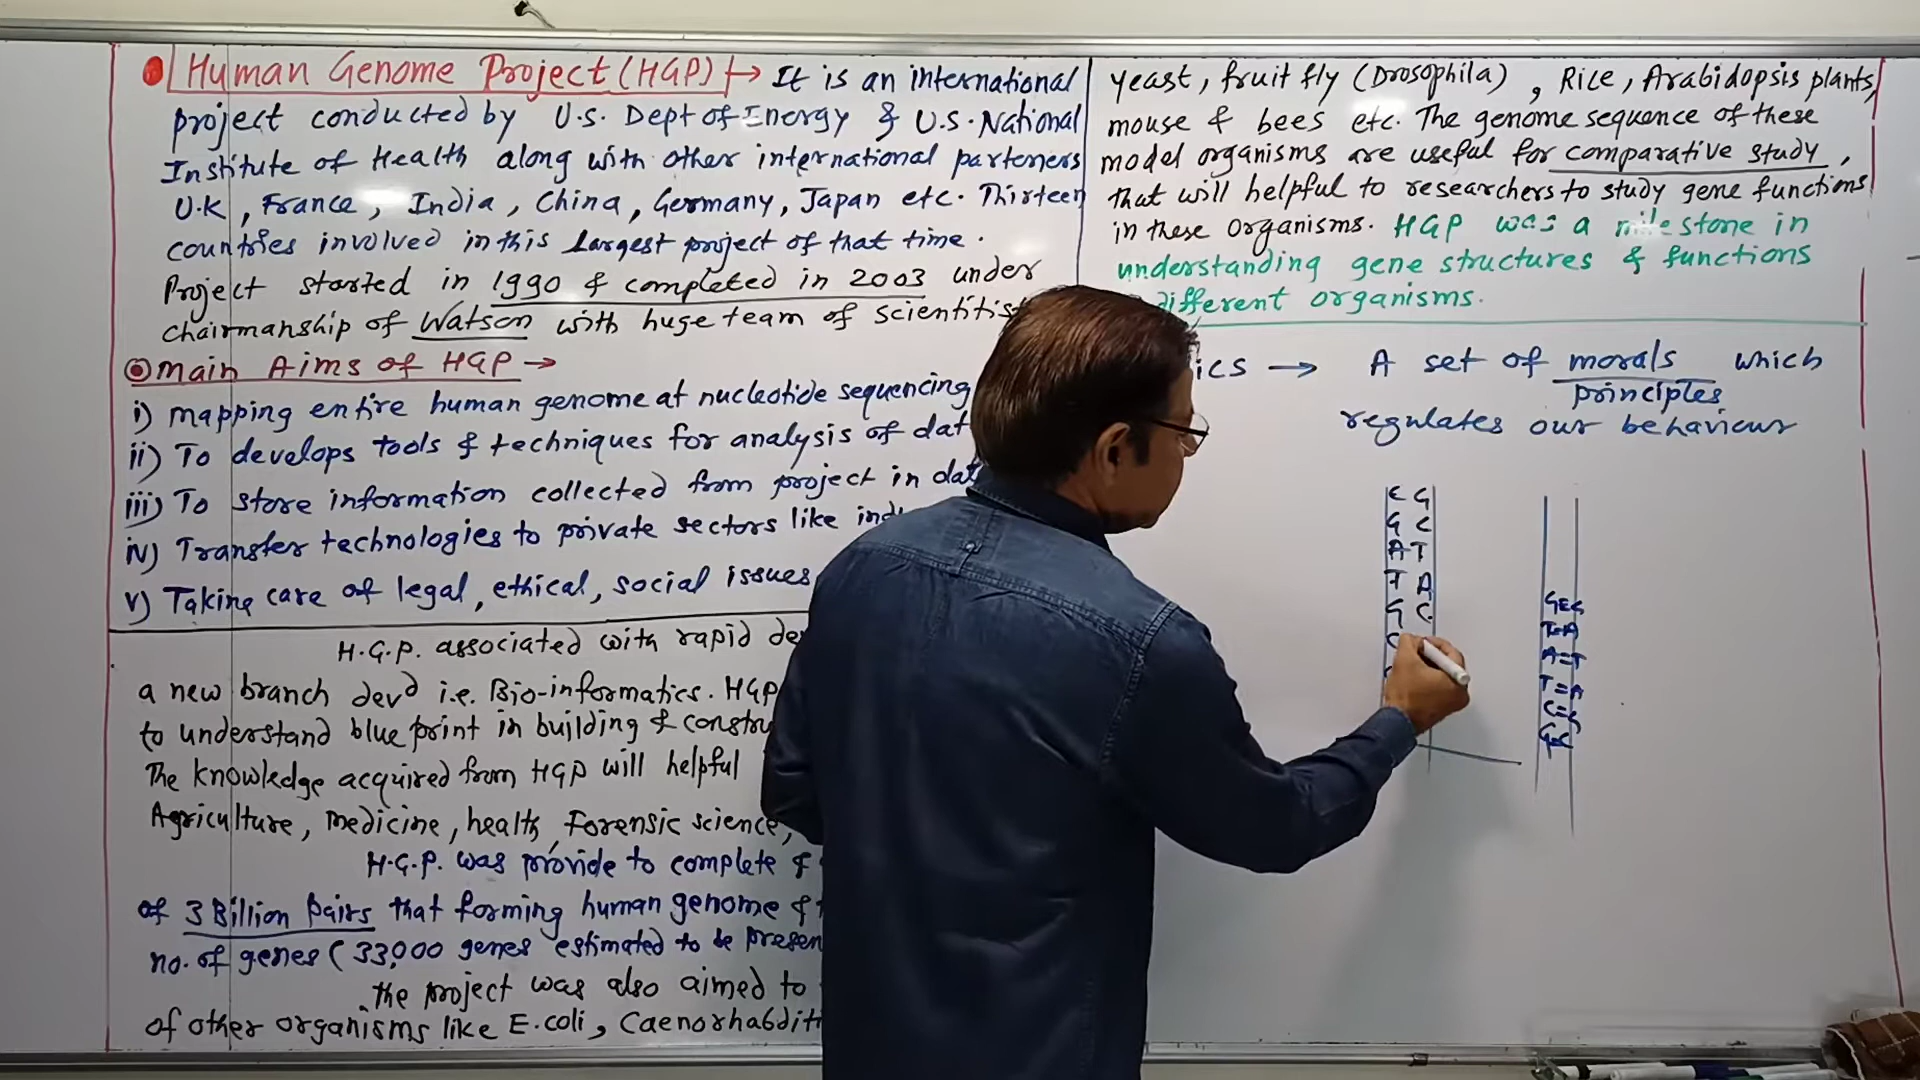 Human Genome Project (HGP) → It is an international
project conducted by U.S. Dept of Energy & U.S. National
Institute of Health along with other international parteners
U.K, France, India, China, Germany, Japan etc. Thirteen
countries involved in this Largest project of that time.
Project started in 1990 & completed in 2003 under
chairmanship of Watson with huge team of
main Aims of HGP →
i) mapping entire human genome at nucleotide sequencing
ii) To develops tools & techniques for analysis of
iii) To store information collected from project in
iv) Transfer technologies to private sectors like
v) Taking care of legal, ethical, social issues
H.G.P. associated with rapid
a new branch devd i.e. Bio-informatics. HGP
to understand blue print in building &
The knowledge acquired from HGP will helpful
Agriculture, medicine, health, Forensic science,
H.G.P. was provide to complete &
of 3 Billion pairs that forming human genome &
no. of genes (33,000 genes estimated to be
The project was also aimed to
of other organisms like E.coli,
yeast, fruit fly (Drosophila), Rice, Arabidopsis plants,
mouse & bees etc. The genome sequence of these
model organisms are useful for comparative study,
that will helpful to researchers to study gene functions
in these organisms. HGP was a milestone in
understanding gene structures & functions
different organisms.
→ A set of morals which
principles
regulates our behaviour
C G
G C
A T
T A
G C
T=A
A=T
T=A